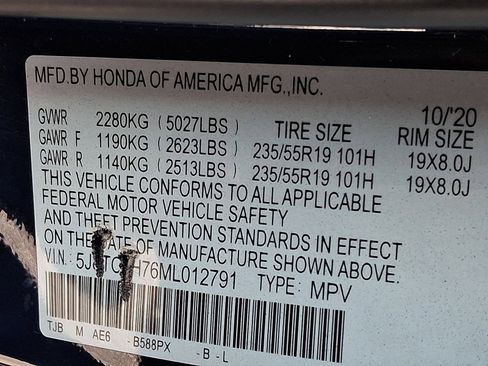 MFD.BY HONDA OF AMERICA MFG.,INC.
10/'20
GVWR 2280KG (5027LBS) TIRE SIZE RIM SIZE
GAWR F 1190KG (2623LBS) 235/55R19 101H 19X8.0J
GAWR R 1140KG (2513LBS) 235/55R19 101H 19X8.0J
THIS VEHICLE CONFORMS TO ALL APPLICABLE
FEDERAL MOTOR VEHICLE SAFETY
AND THEFT PREVENTION STANDARDS IN EFFECT
ON THE DATE OF MANUFACTURE SHOWN ABOVE.
V.I.N: TYPE: MPV
TJB M AE6 -B588PX -B-L